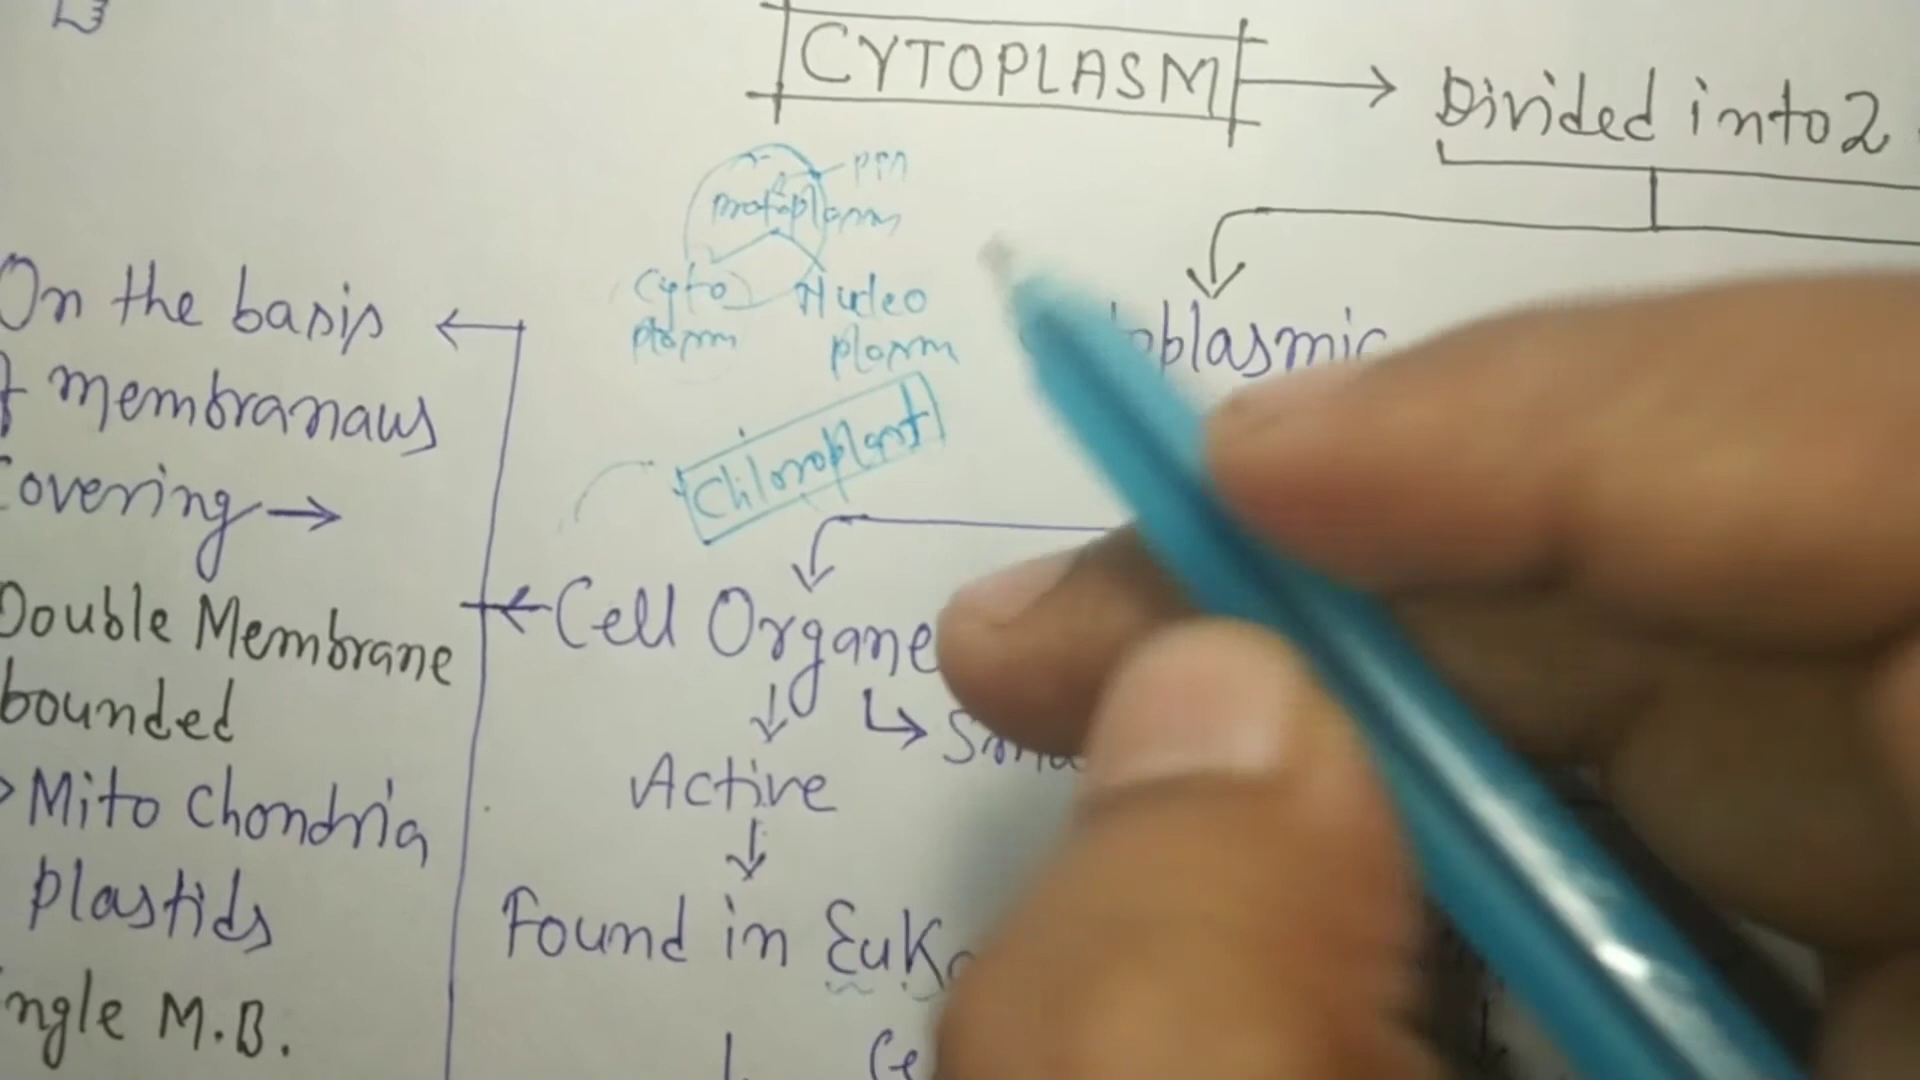 CYTOPLASM
Divided into 2
protoplasm
Cyto
plasm
Nucleo
plasm
Chloroplast
On the basis
membranaus
overing
Double Membrane
bounded
Mito Chondria
plastids
ngle M.B.
oplasmic
Cell Organe
Active
Found in Euk